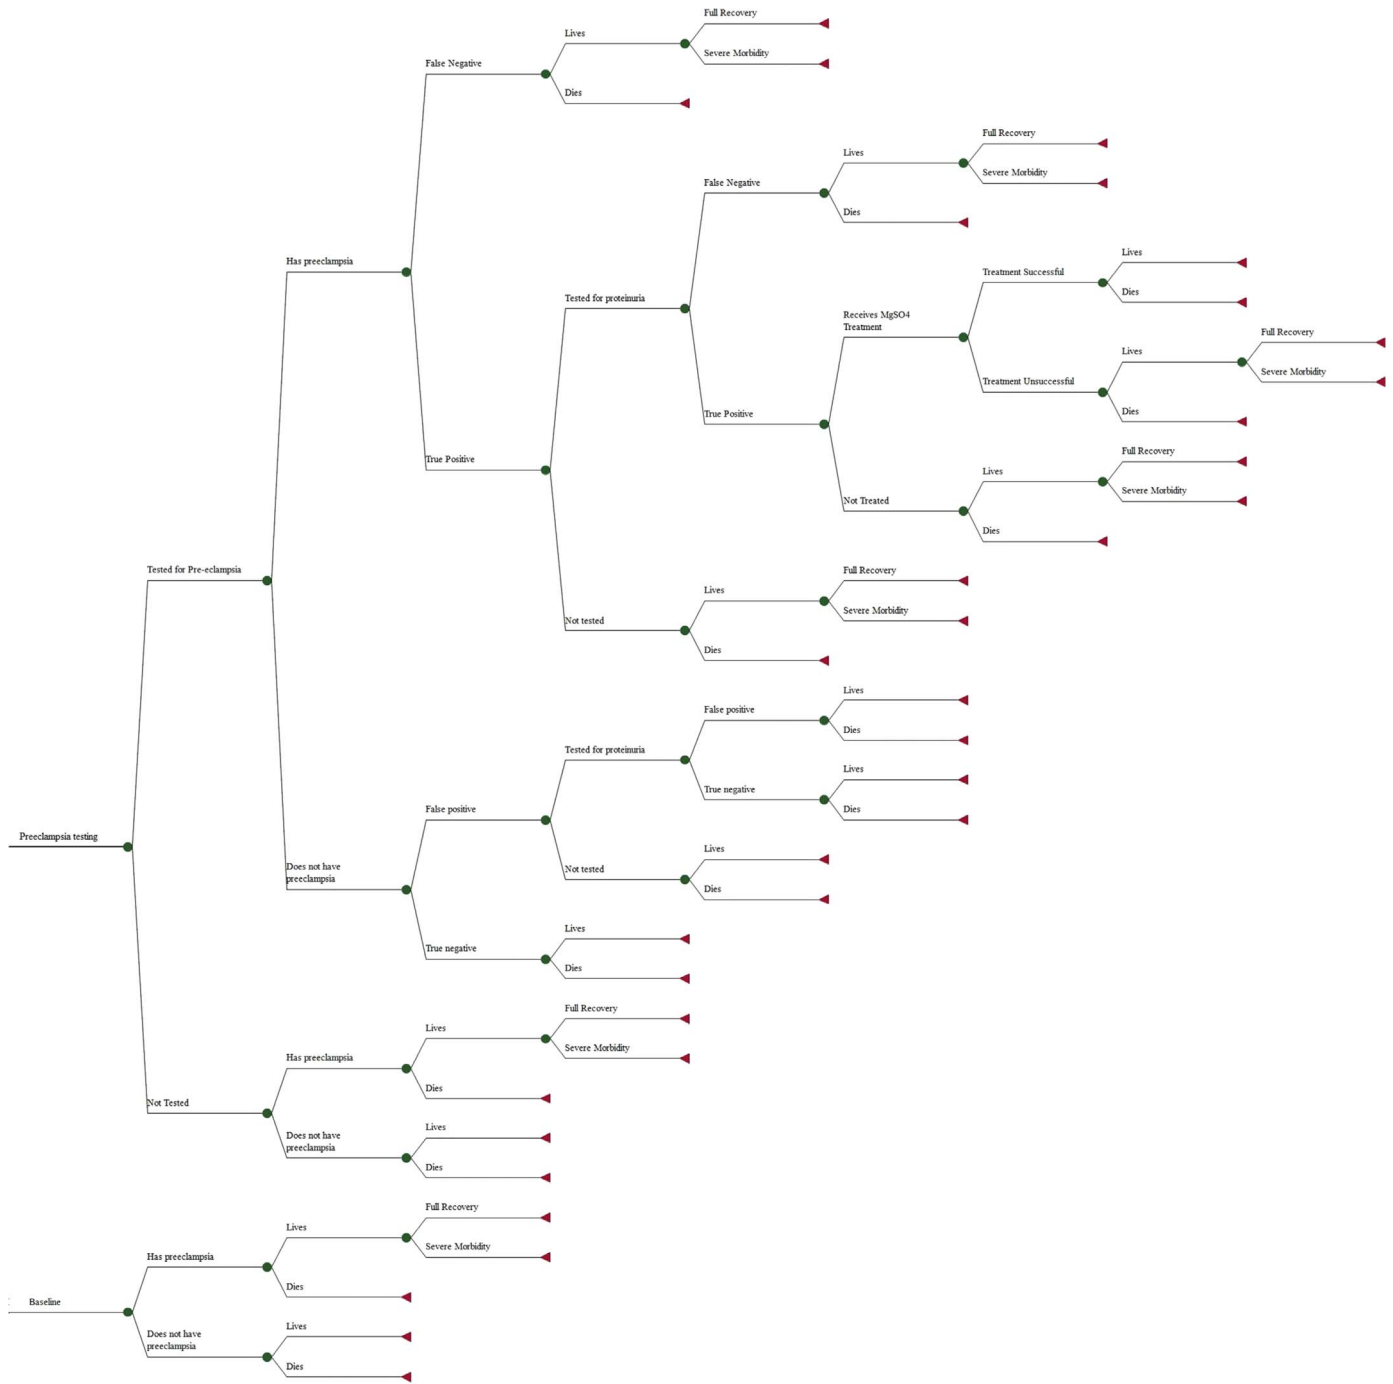 Full Recovery
Lives
Severe Morbidity
False Negative
Dies
Full Recovery
Lives
Severe Morbidity
False Negative
Dies
Lives
Has preeclampsia
Treatment Successful
Dies
Tested for proteinuria
Receives MgSO4
Treatment
Full Recovery
Lives
Severe Morbidity
Treatment Unsuccessful
Dies
True Positive
Full Recovery
True Positive
Lives
Severe Morbidity
Not Treated
Dies
Tested for Pre-eclampsia
Full Recovery
Lives
Severe Morbidity
Not tested
Dies
Lives
False positive
Dies
Tested for proteinuria
Lives
True negative
Dies
False positive
Preeclampsia testing
Lives
Does not have
preeclampsia
Not tested
Dies
Lives
True negative
Dies
Full Recovery
Lives
Severe Morbidity
Has preeclampsia
Dies
Not Tested
Lives
Does not have
preeclampsia
Dies
Full Recovery
Lives
Severe Morbidity
Has preeclampsia
Dies
Baseline
Lives
Does not have
preeclampsia
Dies